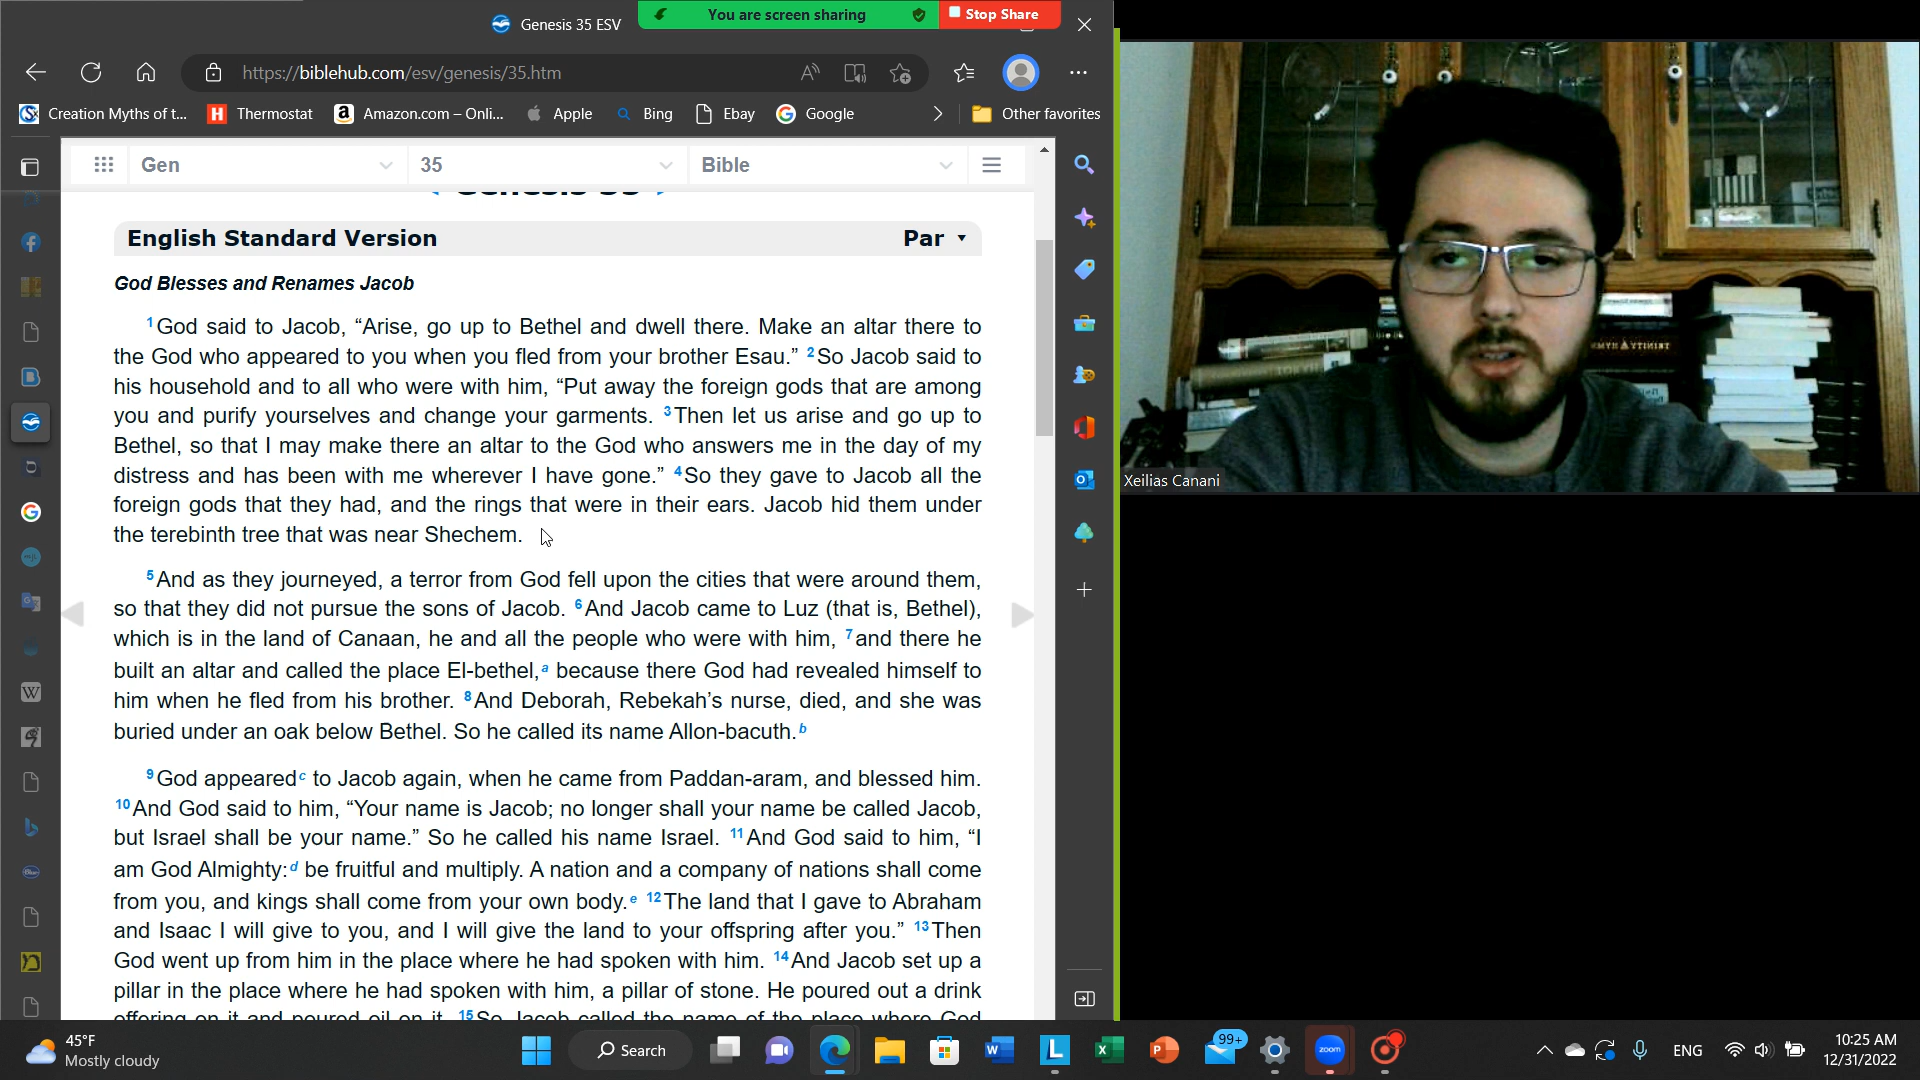 Genesis 35 ESV
You are screen sharing
Stop Share
https://biblehub.com/esv/genesis/35.htm
Creation Myths of t...
Thermostat
Amazon.com – Onli...
Apple
Bing
Ebay
Google
Other favorites
Gen
35
Bible
Genesis 35
English Standard Version
Par
God Blesses and Renames Jacob
1 God said to Jacob, “Arise, go up to Bethel and dwell there. Make an altar there to
the God who appeared to you when you fled from your brother Esau.” 2 So Jacob said to
his household and to all who were with him, “Put away the foreign gods that are among
you and purify yourselves and change your garments. 3 Then let us arise and go up to
Bethel, so that I may make there an altar to the God who answers me in the day of my
distress and has been with me wherever I have gone.” 4 So they gave to Jacob all the
foreign gods that they had, and the rings that were in their ears. Jacob hid them under
the terebinth tree that was near Shechem.
5 And as they journeyed, a terror from God fell upon the cities that were around them,
so that they did not pursue the sons of Jacob. 6 And Jacob came to Luz (that is, Bethel),
which is in the land of Canaan, he and all the people who were with him, 7 and there he
built an altar and called the place El-bethel, a because there God had revealed himself to
him when he fled from his brother. 8 And Deborah, Rebekah’s nurse, died, and she was
buried under an oak below Bethel. So he called its name Allon-bacuth. b
9 God appeared c to Jacob again, when he came from Paddan-aram, and blessed him.
10 And God said to him, “Your name is Jacob; no longer shall your name be called Jacob,
but Israel shall be your name.” So he called his name Israel. 11 And God said to him, “I
am God Almighty: d be fruitful and multiply. A nation and a company of nations shall come
from you, and kings shall come from your own body. e 12 The land that I gave to Abraham
and Isaac I will give to you, and I will give the land to your offspring after you.” 13 Then
God went up from him in the place where he had spoken with him. 14 And Jacob set up a
pillar in the place where he had spoken with him, a pillar of stone. He poured out a drink
offering on it and poured oil on it. 15 So Jacob called the name of the place where God
Xeilias Canani
45°F
Mostly cloudy
Search
99+
zoom
ENG
10:25 AM
12/31/2022